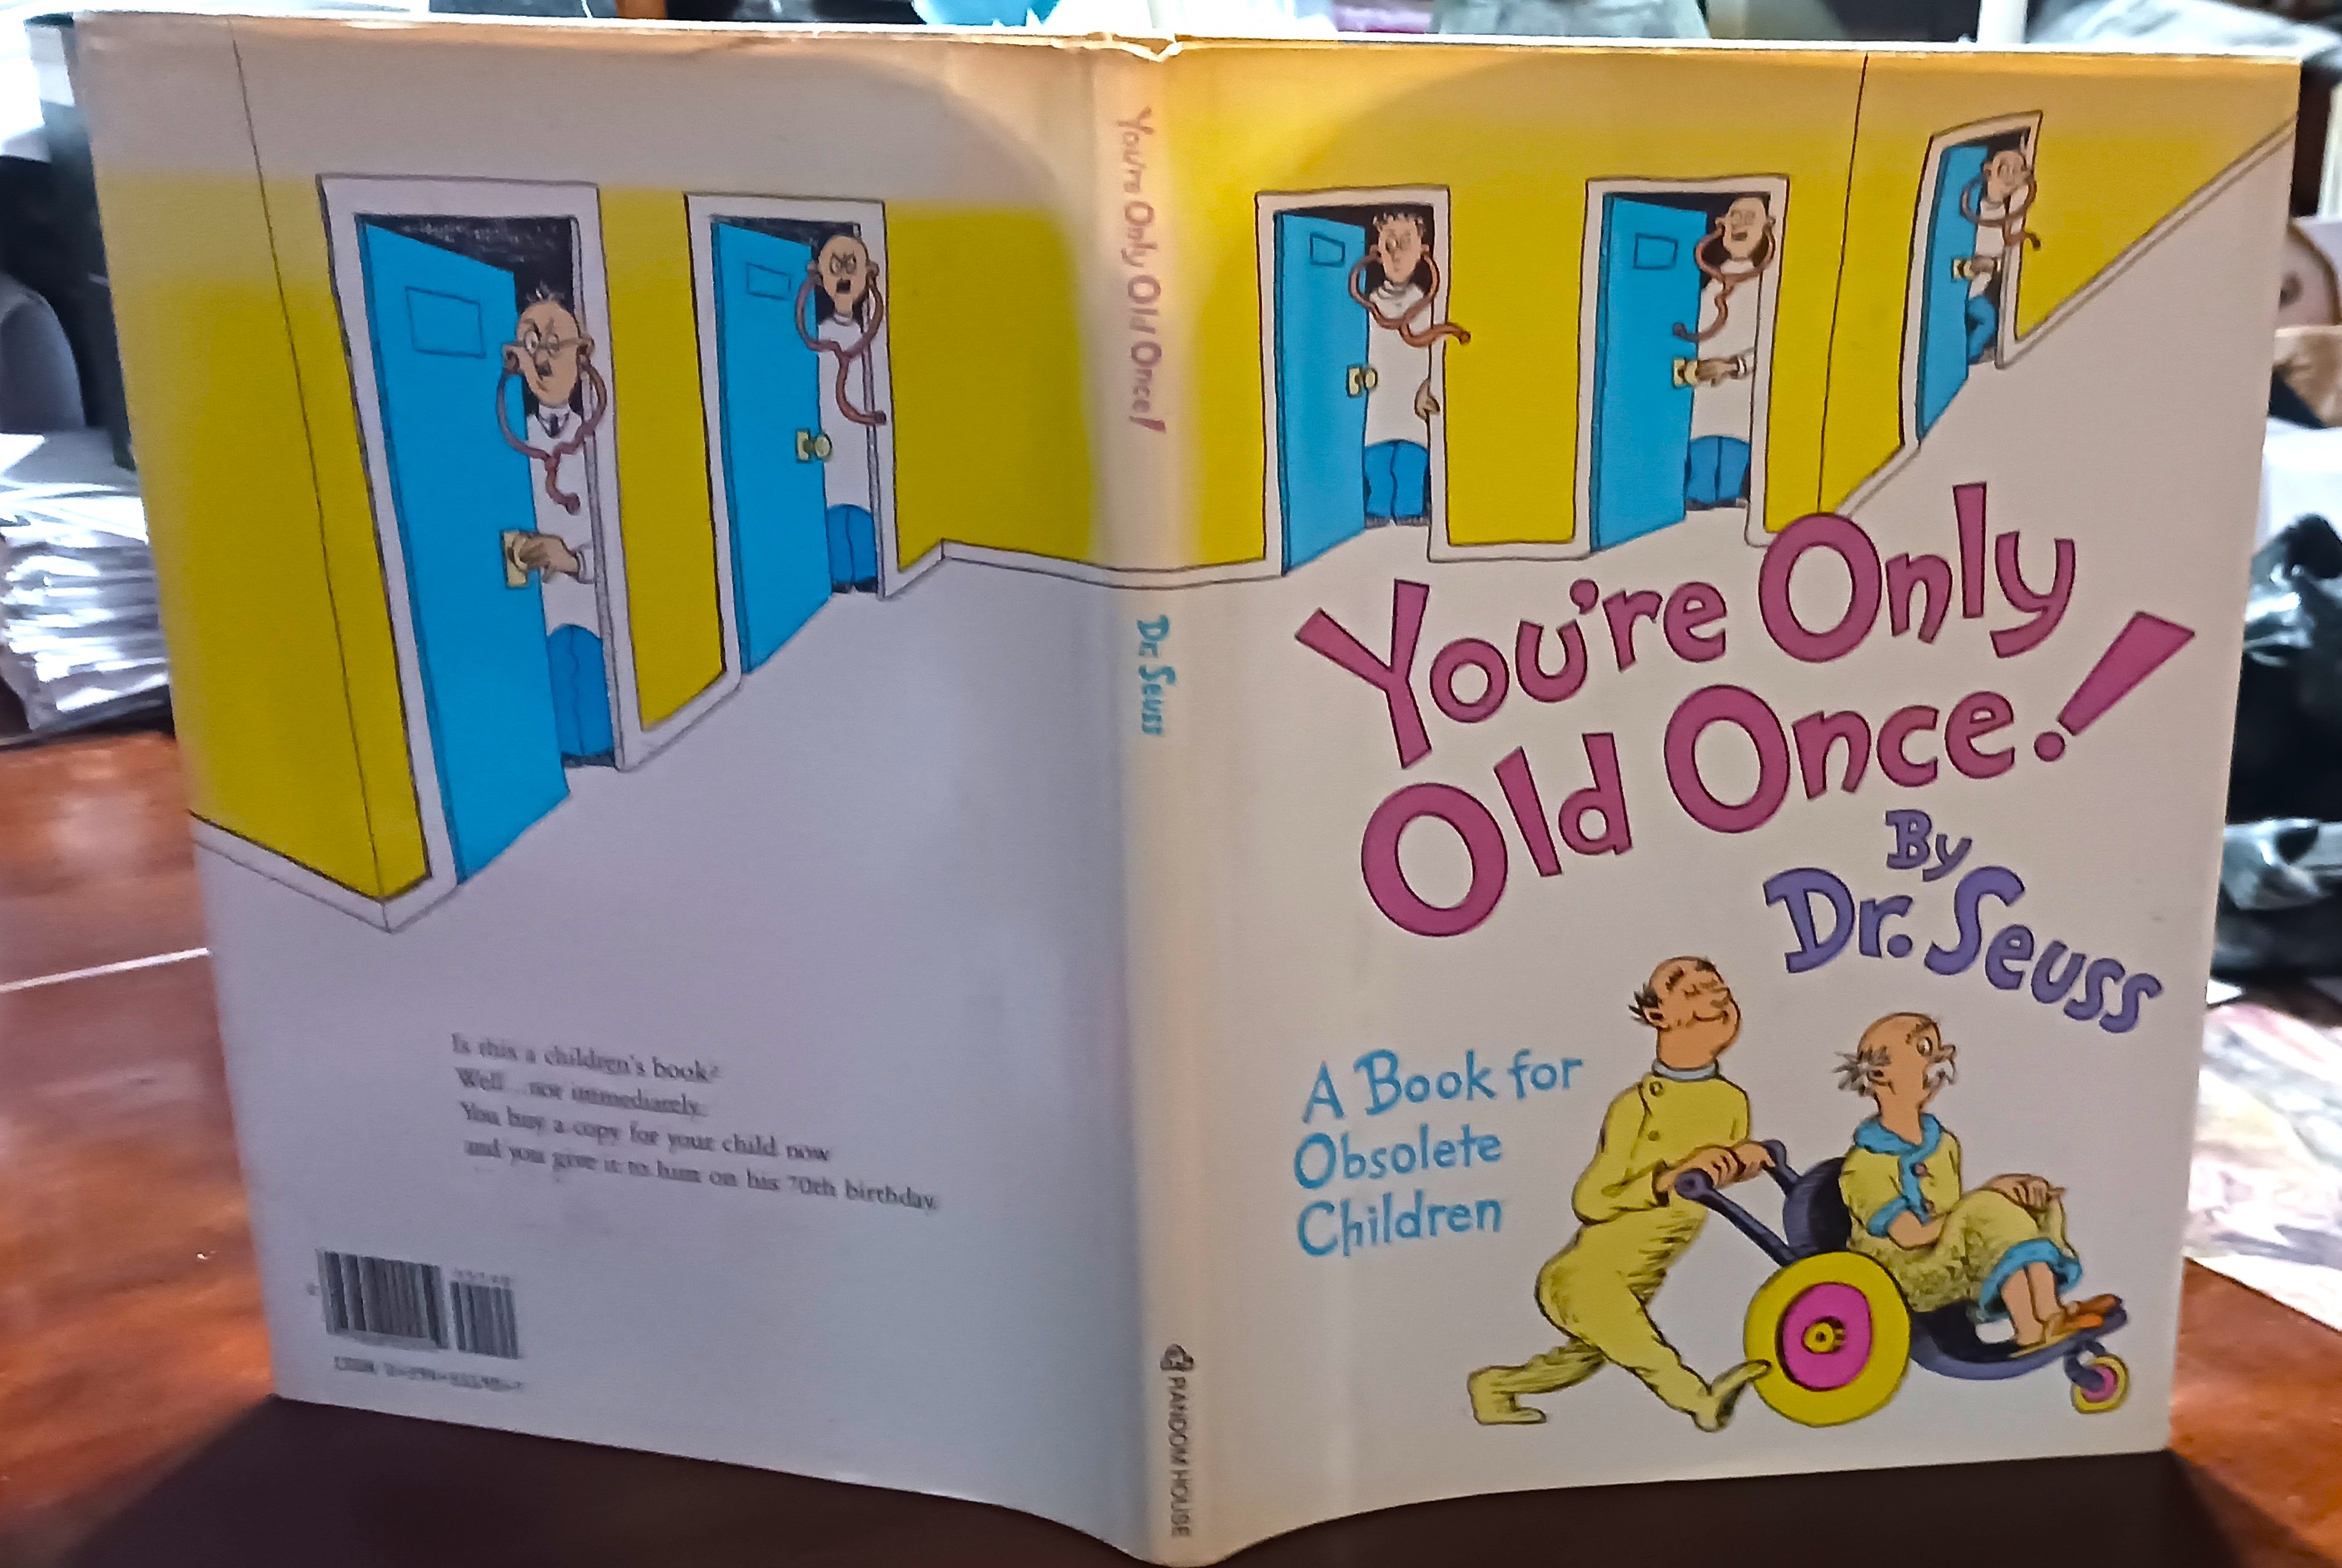 Is this a children's book?
Well...not immediately.
You buy a copy for your child now
and you give it to him on his 70th birthday.
ISBN
You're Only Old Once!
Dr. Seuss
RANDOM HOUSE
You're Only
Old Once!
By
Dr. Seuss
A Book for
Obsolete
Children